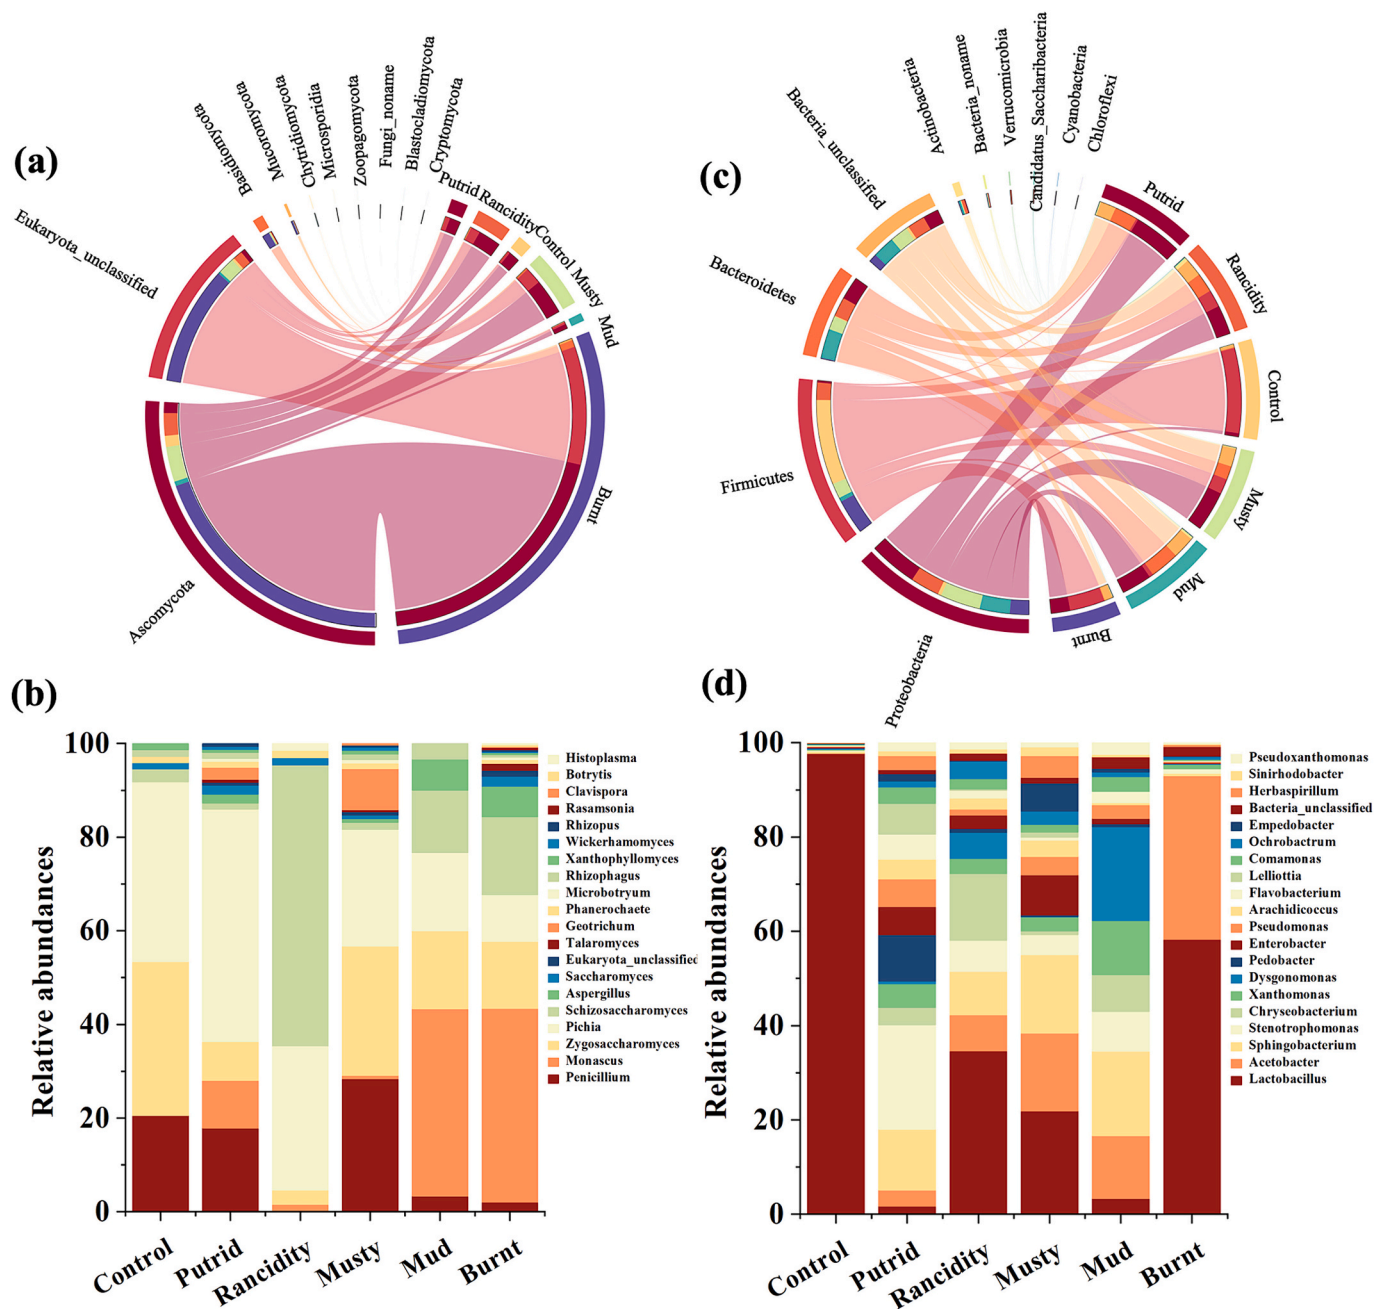 (a)
Eukaryota_unclassified
Basidiomycota
Mucoromycota
Chytridiomycota
Microsporidia
Zoopagomycota
Fungi_noname
Blastocladiomycota
Cryptomycota
Putrid
Rancidity
Control
Musty
Mud
Burnt
Ascomycota
(c)
Firmicutes
Bacteroidetes
Bacteria_unclassified
Actinobacteria
Bacteria_noname
Verrucomicrobia
Candidatus_Saccharibacteria
Cyanobacteria
Chloroflexi
Putrid
Rancidity
Control
Musty
Mud
Burnt
Proteobacteria
(b)
Relative abundances
100
80
60
40
20
0
Control
Putrid
Rancidity
Musty
Mud
Burnt
Histoplasma
Botrytis
Clavispora
Rasamsonia
Rhizopus
Wickerhamomyces
Xanthophyllomyces
Rhizophagus
Microbotryum
Phanerochaete
Geotrichum
Talaromyces
Eukaryota_unclassified
Saccharomyces
Aspergillus
Schizosaccharomyces
Pichia
Zygosaccharomyces
Monascus
Penicillium
(d)
Relative abundances
100
80
60
40
20
0
Control
Putrid
Rancidity
Musty
Mud
Burnt
Pseudoxanthomonas
Sinirhodobacter
Herbaspirillum
Bacteria_unclassified
Empedobacter
Ochrobactrum
Comamonas
Lelliottia
Flavobacterium
Arachidicoccus
Pseudomonas
Enterobacter
Pedobacter
Dysgonomonas
Xanthomonas
Chryseobacterium
Stenotrophomonas
Sphingobacterium
Acetobacter
Lactobacillus